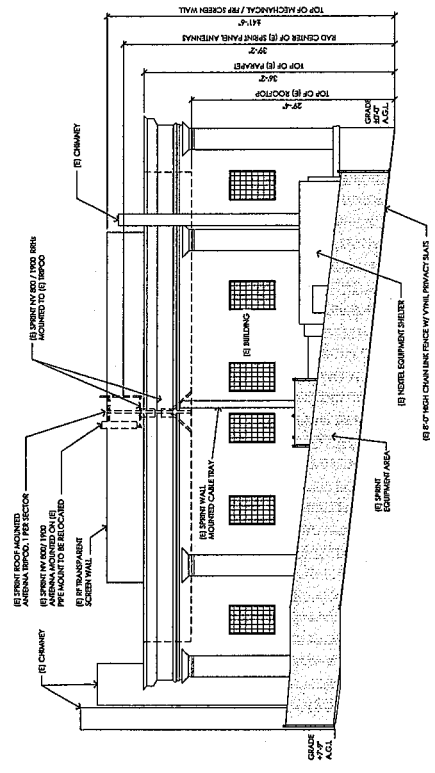 (E) CHIMNEY
(E) SPRINT ROOF MOUNTED
ANTENNA TRIPOD, 1 PER SECTOR
(E) SPRINT NV 800/1900
ANTENNA MOUNTED ON (E)
PIPE MOUNT TO BE RELOCATED
(E) RF TRANSPARENT
SCREEN WALL
(E) SPRINT NV 800 / 1900 RRHs
MOUNTED TO (E) TRIPOD
(E) CHIMNEY
±41'-6"
TOP OF MECHANICAL / FRP SCREEN WALL
39'-2"
RAD CENTER OF (E) SPRINT PANEL ANTENNAS
36'-2"
TOP OF (E) PARAPET
29'-4"
TOP OF (E) ROOFTOP
(E) BUILDING
(E) SPRINT WALL
MOUNTED CABLE TRAY
GRADE
±0'-0"
A.G.L.
GRADE
+7'-9"
A.G.L.
(E) SPRINT
EQUIPMENT AREA
(E) NEXTEL EQUIPMENT SHELTER
(E) 8'-0" HIGH CHAIN LINK FENCE W/ VYNIL PRIVACY SLATS